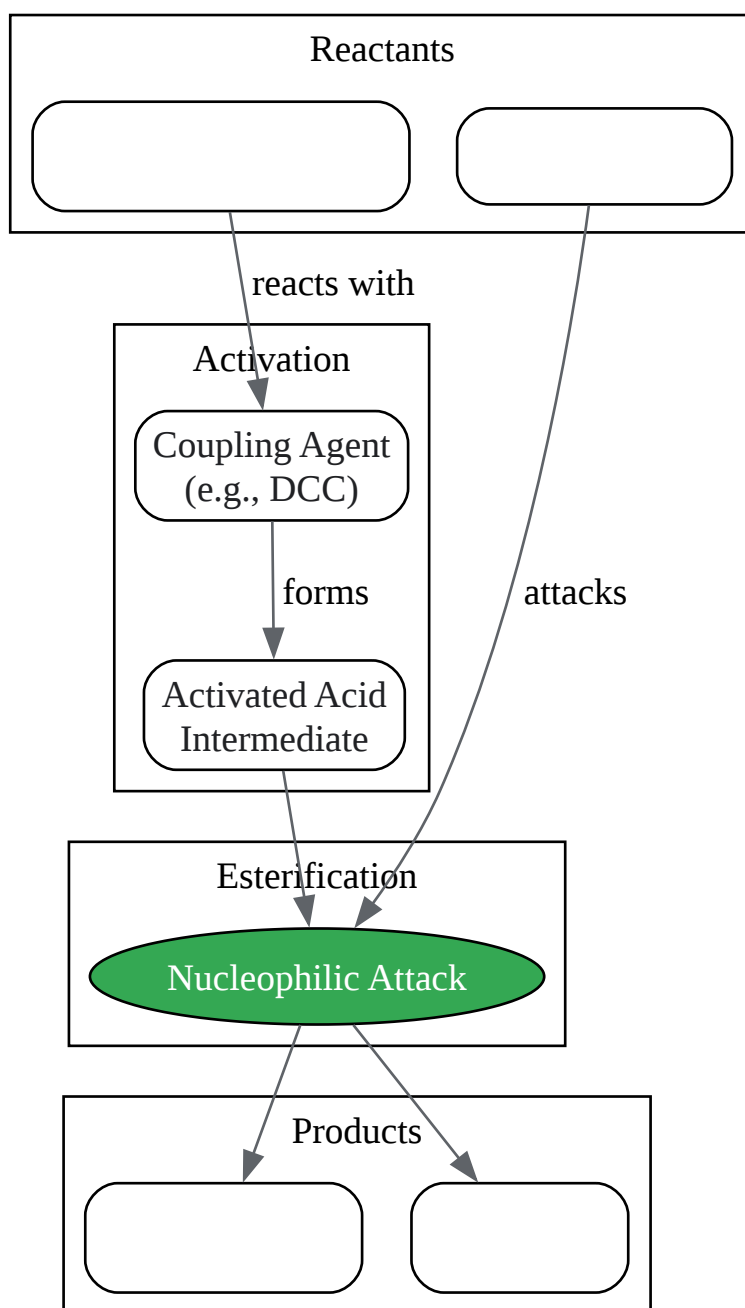 Reactants
reacts with
Activation
Coupling Agent
(e.g., DCC)
forms
attacks
Activated Acid
Intermediate
Esterification
Nucleophilic Attack
Products